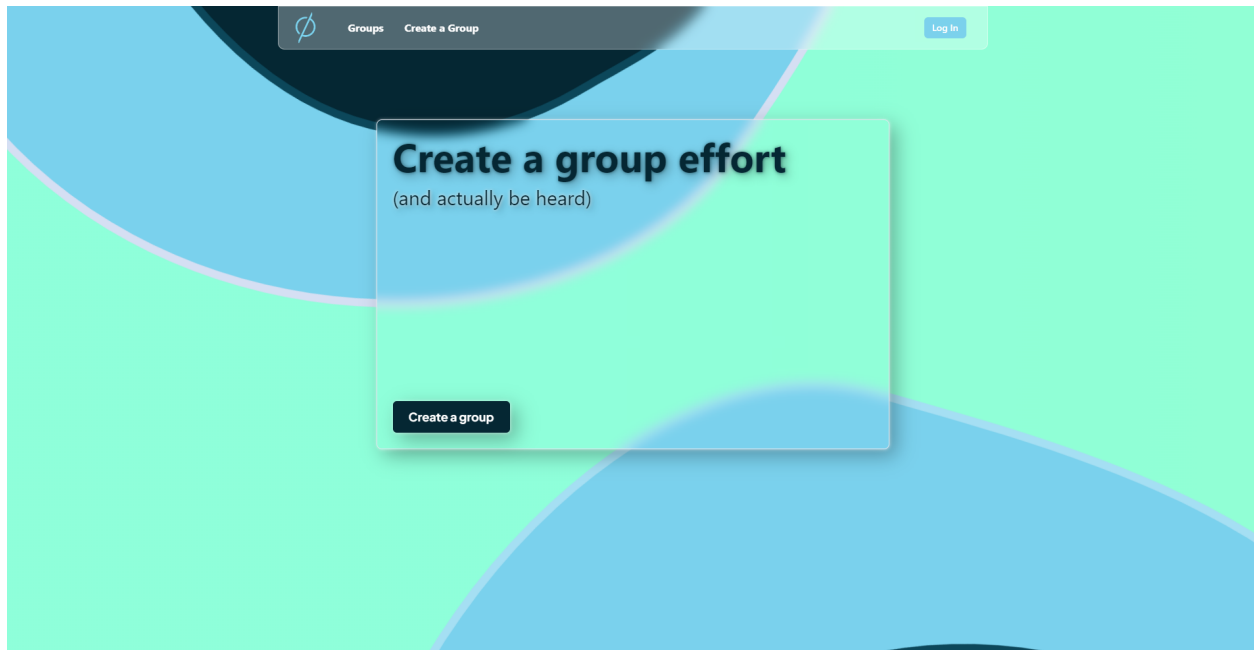 Groups Create a Group Log In
Create a group effort
(and actually be heard)
Create a group